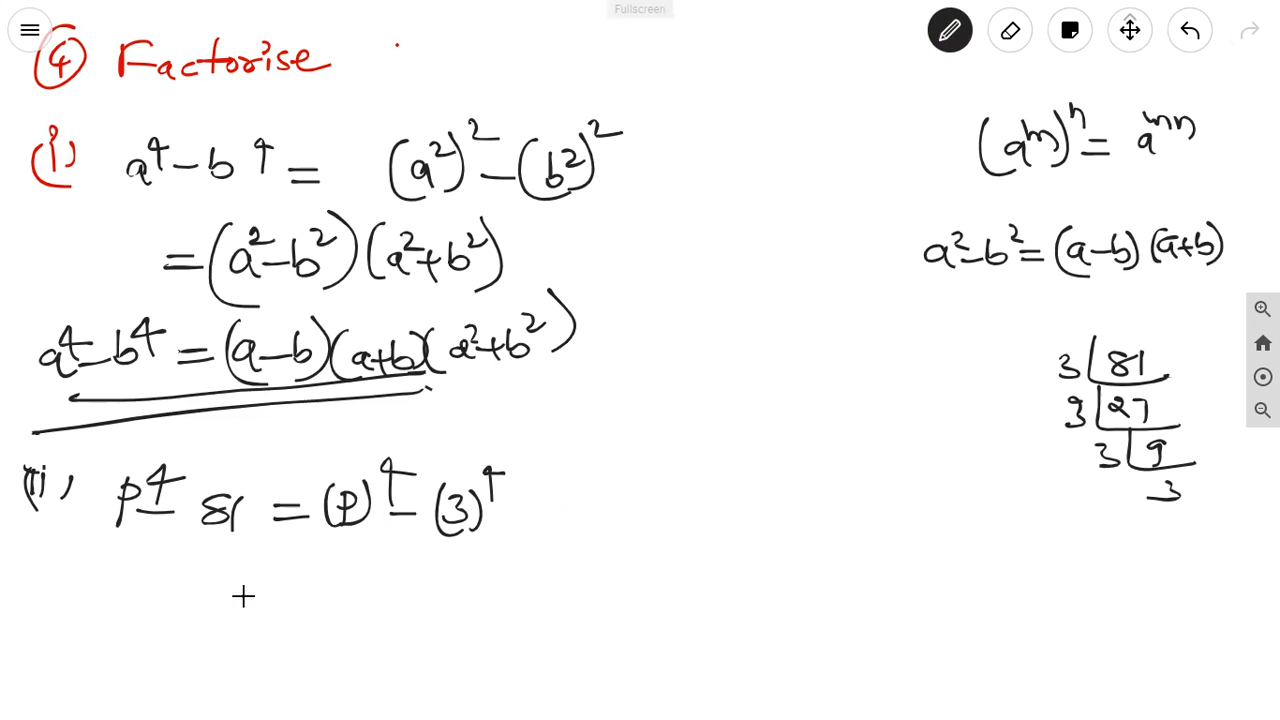 Fullscreen
④ Factorise
(i) a⁴-b⁴ = (a²)²-(b²)²
= (a²-b²)(a²+b²)
a⁴-b⁴ = (a-b)(a+b)(a²+b²)
(ii) p⁴- 81 = (p)⁴ - (3)⁴
(aᵐ)ⁿ = aᵐⁿ
a²-b² = (a-b)(a+b)
3 | 81
3 | 27
3 | 9
3